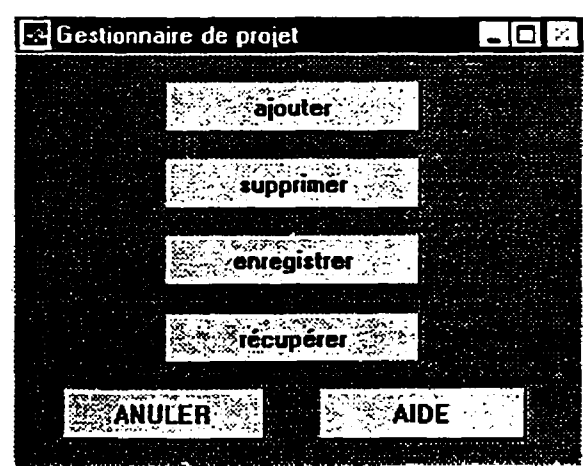 Gestionnaire de projet
ajouter
supprimer
enregistrer
récupérer
ANULER AIDE